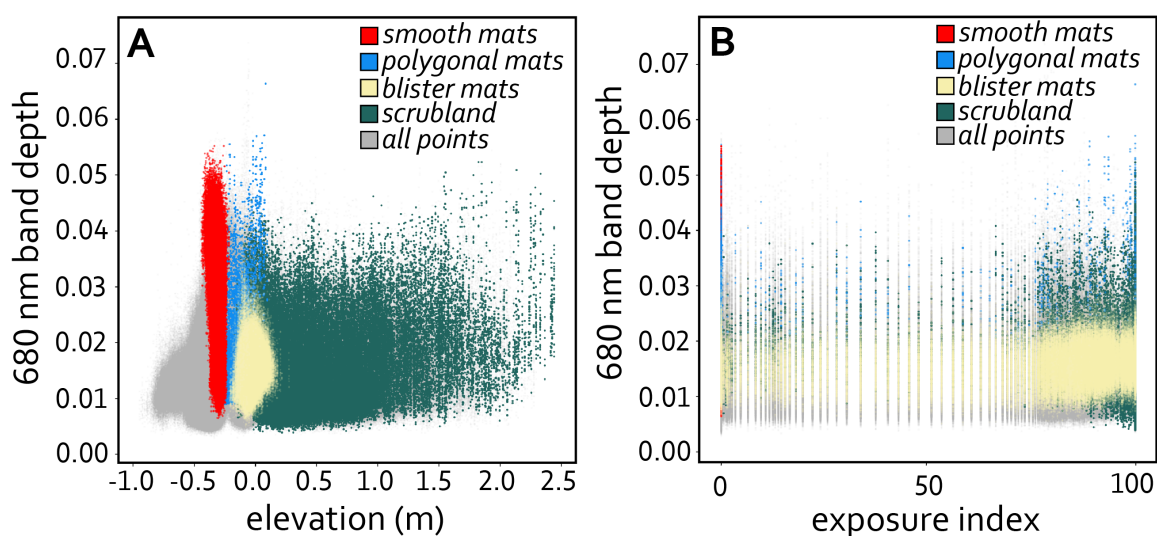 A
smooth mats
polygonal mats
blister mats
scrubland
all points
0.07
0.06
0.05
0.04
0.03
0.02
0.01
0.00
680 nm band depth
-1.0 -0.5 0.0 0.5 1.0 1.5 2.0 2.5
elevation (m)
B
smooth mats
polygonal mats
blister mats
scrubland
all points
0.07
0.06
0.05
0.04
0.03
0.02
0.01
0.00
680 nm band depth
0 50 100
exposure index